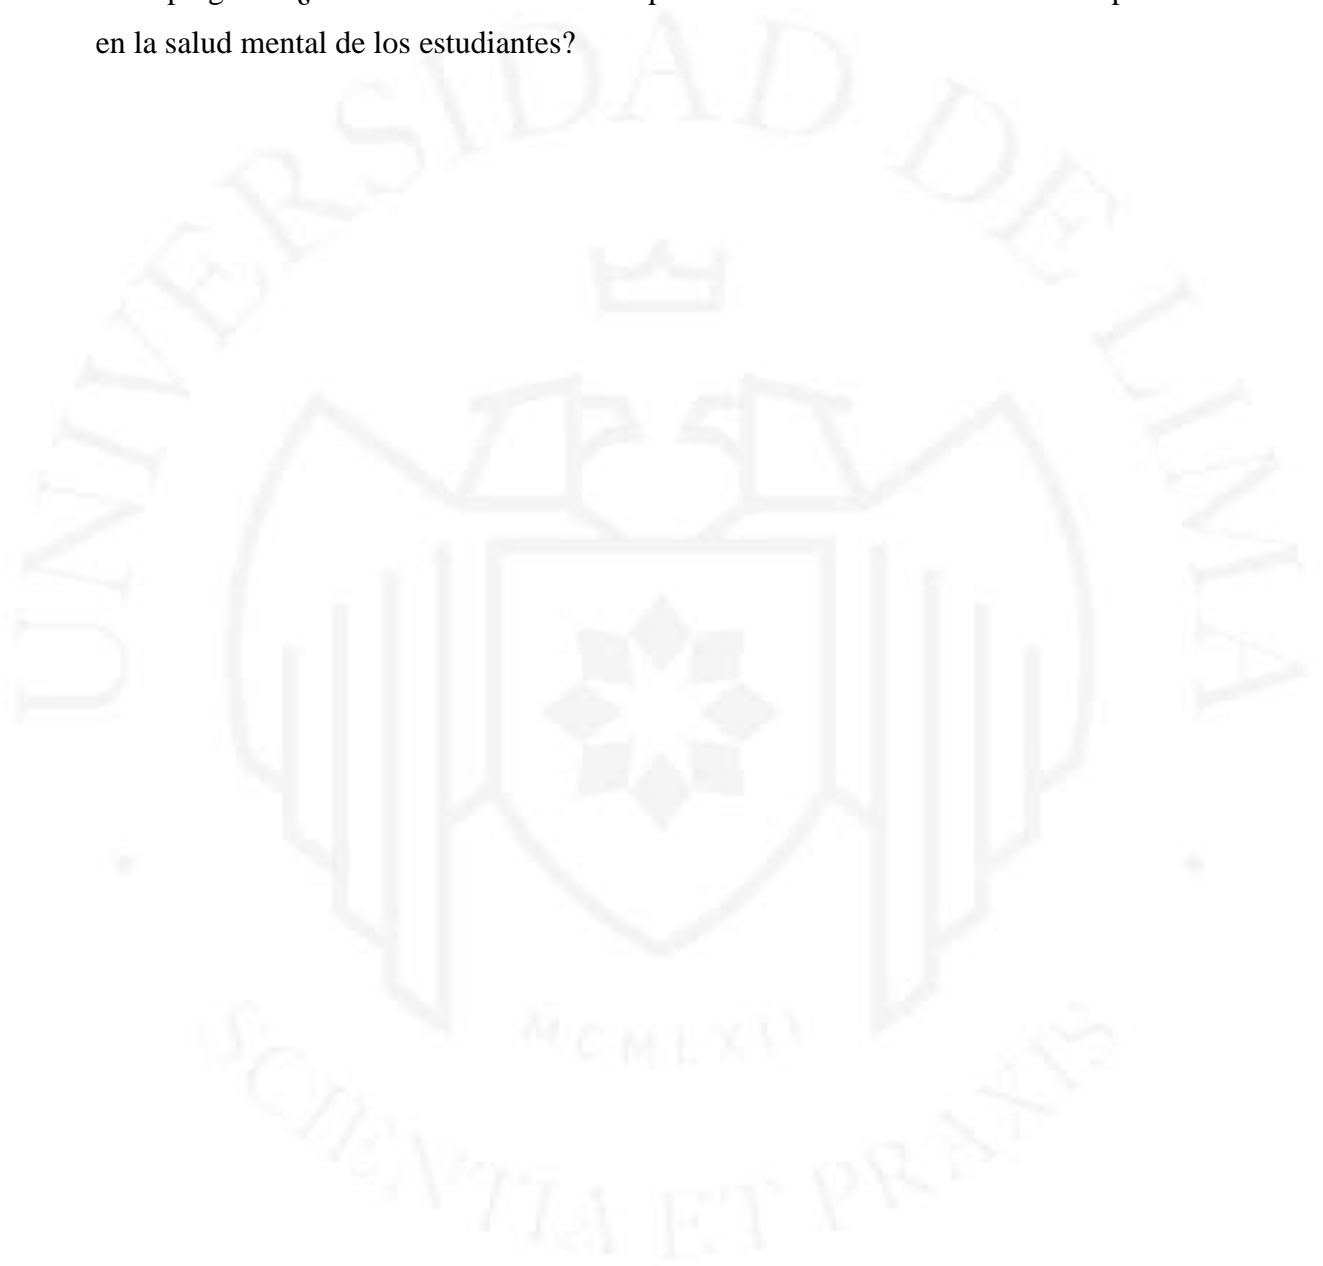 en la salud mental de los estudiantes?
UNIVERSIDAD DE LIMA
MCMLXII
SCIENTIA ET PRAXIS